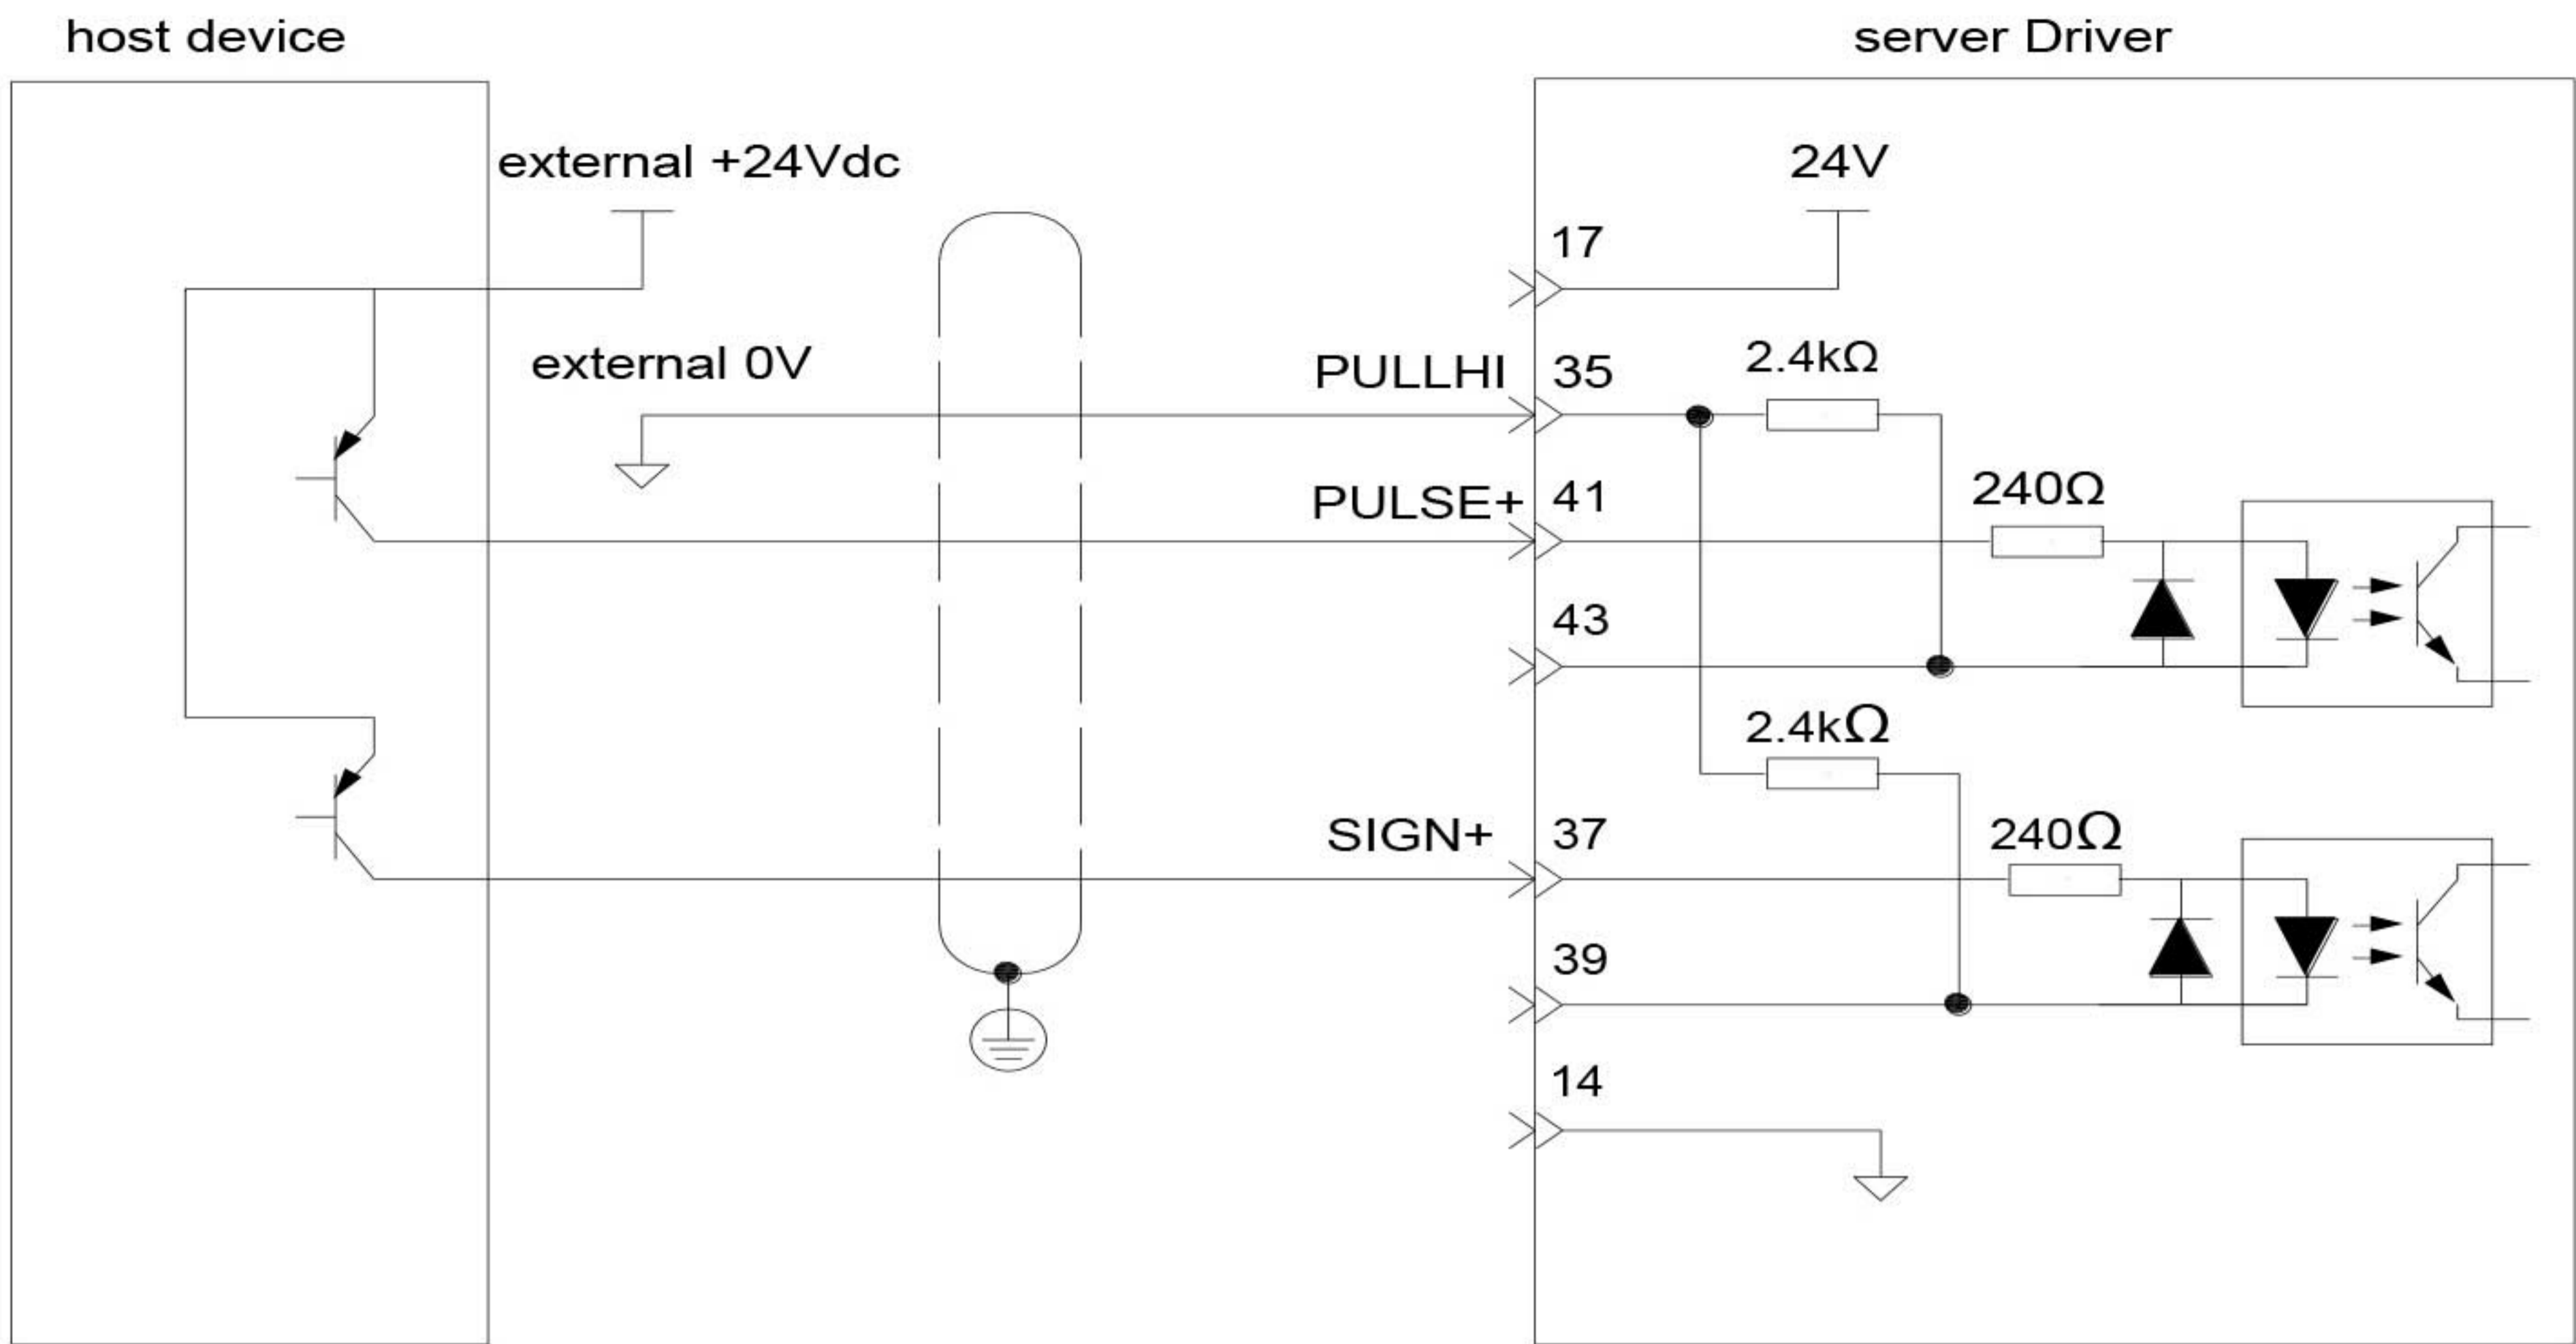 host device
server Driver
external +24Vdc
24V
17
external 0V
PULLHI
35
2.4kΩ
PULSE+
41
240Ω
43
2.4kΩ
SIGN+
37
240Ω
39
14